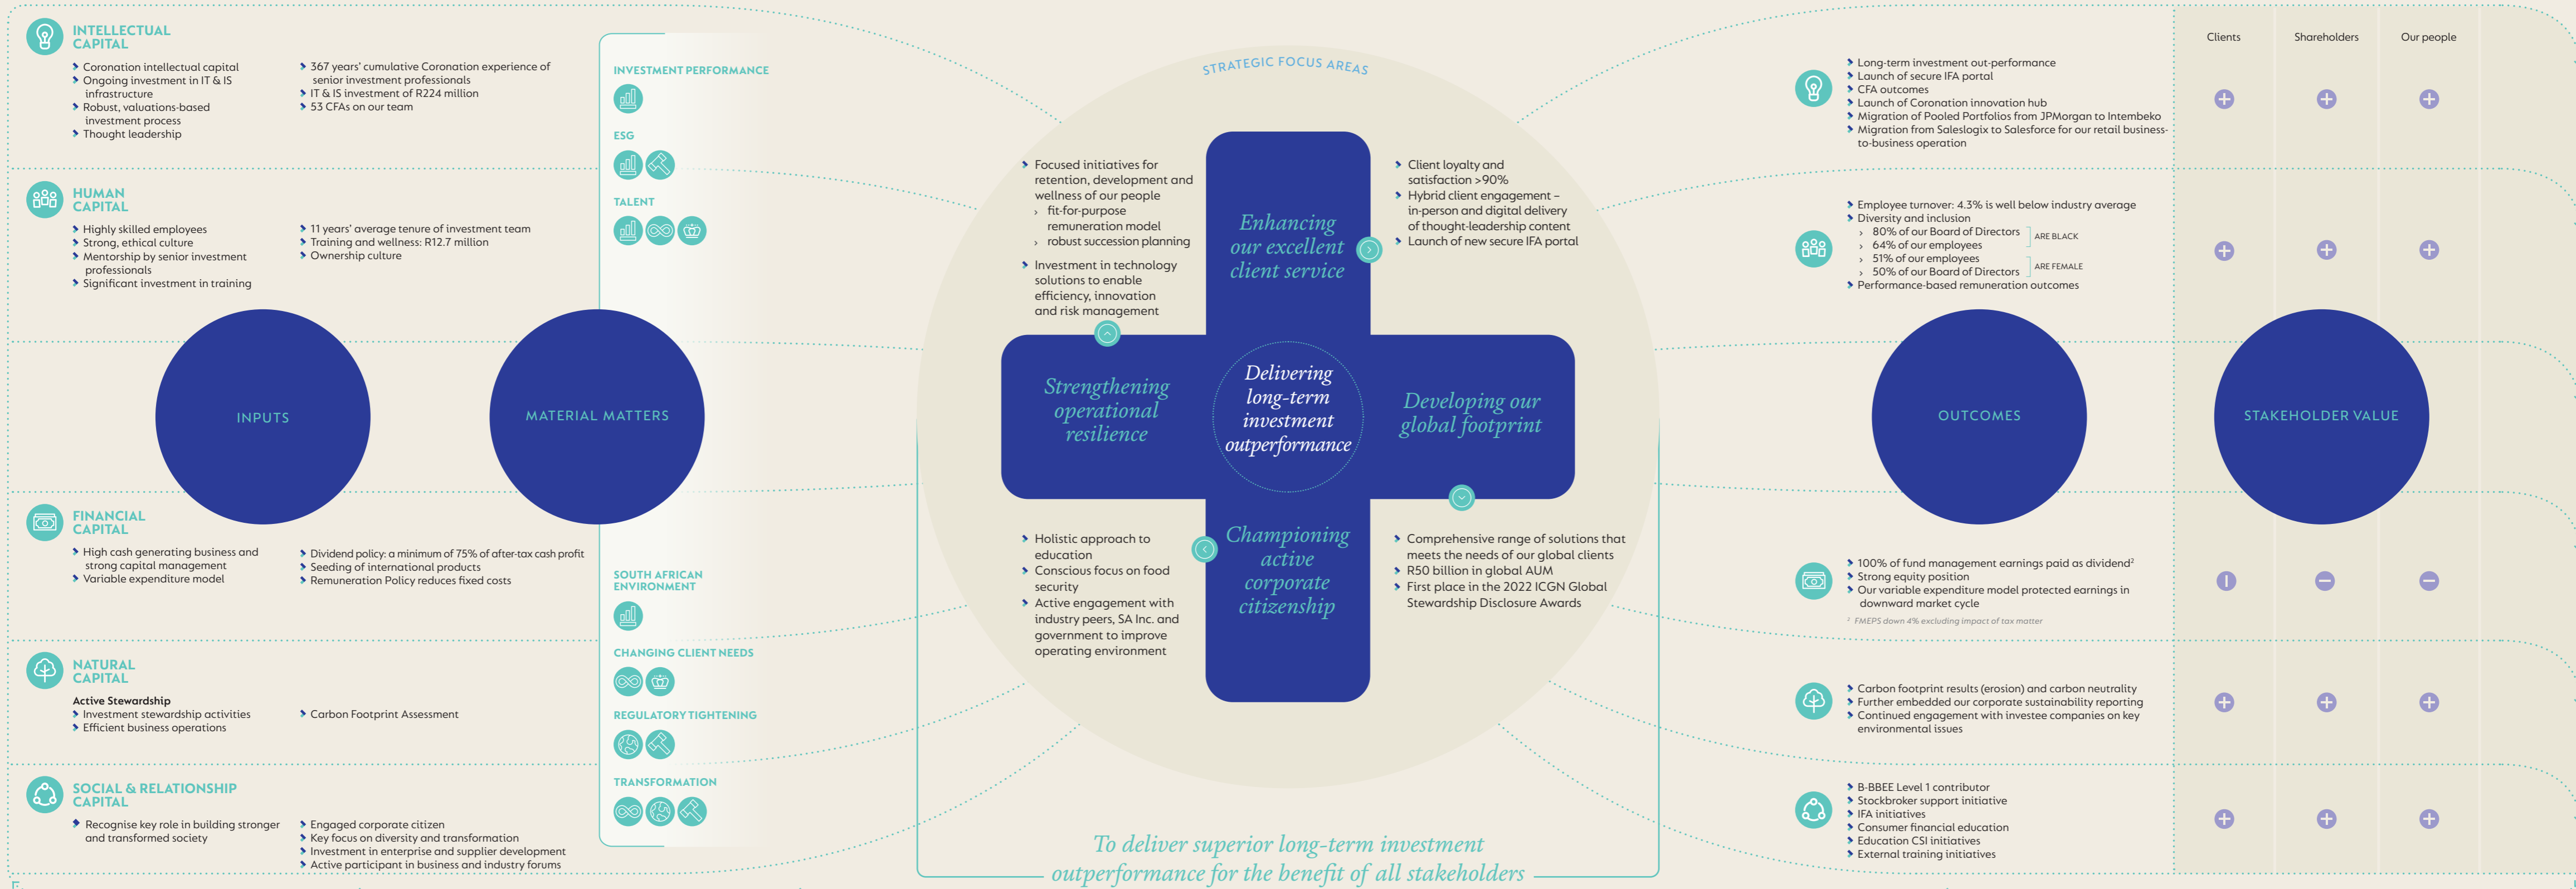 INTELLECTUAL
CAPITAL
Coronation intellectual capital
Ongoing investment in IT & IS
infrastructure
Robust, valuations-based
investment process
Thought leadership
367 years' cumulative Coronation experience of
senior investment professionals
IT & IS investment of R224 million
53 CFAs on our team
HUMAN
CAPITAL
Highly skilled employees
Strong, ethical culture
Mentorship by senior investment
professionals
Significant investment in training
11 years' average tenure of investment team
Training and wellness: R12.7 million
Ownership culture
INPUTS
FINANCIAL
CAPITAL
High cash generating business and
strong capital management
Variable expenditure model
Dividend policy: a minimum of 75% of after-tax cash profit
Seeding of international products
Remuneration Policy reduces fixed costs
NATURAL
CAPITAL
Active Stewardship
Investment stewardship activities
Efficient business operations
Carbon Footprint Assessment
SOCIAL & RELATIONSHIP
CAPITAL
Recognise key role in building stronger
and transformed society
Engaged corporate citizen
Key focus on diversity and transformation
Investment in enterprise and supplier development
Active participant in business and industry forums
INVESTMENT PERFORMANCE
ESG
TALENT
MATERIAL MATTERS
SOUTH AFRICAN
ENVIRONMENT
CHANGING CLIENT NEEDS
REGULATORY TIGHTENING
TRANSFORMATION
STRATEGIC FOCUS AREAS
Focused initiatives for
retention, development and
wellness of our people
› fit-for-purpose
remuneration model
› robust succession planning
Investment in technology
solutions to enable
efficiency, innovation
and risk management
Enhancing
our excellent
client service
Client loyalty and
satisfaction >90%
Hybrid client engagement –
in-person and digital delivery
of thought-leadership content
Launch of new secure IFA portal
Strengthening
operational
resilience
Delivering
long-term
investment
outperformance
Developing our
global footprint
Holistic approach to
education
Conscious focus on food
security
Active engagement with
industry peers, SA Inc. and
government to improve
operating environment
Championing
active
corporate
citizenship
Comprehensive range of solutions that
meets the needs of our global clients
R50 billion in global AUM
First place in the 2022 ICGN Global
Stewardship Disclosure Awards
To deliver superior long-term investment
outperformance for the benefit of all stakeholders
Long-term investment out-performance
Launch of secure IFA portal
CFA outcomes
Launch of Coronation innovation hub
Migration of Pooled Portfolios from JPMorgan to Intembeko
Migration from Saleslogix to Salesforce for our retail business-
to-business operation
Employee turnover: 4.3% is well below industry average
Diversity and inclusion
› 80% of our Board of Directors
› 64% of our employees
ARE BLACK
› 51% of our employees
› 50% of our Board of Directors
ARE FEMALE
Performance-based remuneration outcomes
OUTCOMES
100% of fund management earnings paid as dividend²
Strong equity position
Our variable expenditure model protected earnings in
downward market cycle
² FMEPS down 4% excluding impact of tax matter
Carbon footprint results (erosion) and carbon neutrality
Further embedded our corporate sustainability reporting
Continued engagement with investee companies on key
environmental issues
B-BBEE Level 1 contributor
Stockbroker support initiative
IFA initiatives
Consumer financial education
Education CSI initiatives
External training initiatives
Clients
Shareholders
Our people
STAKEHOLDER VALUE